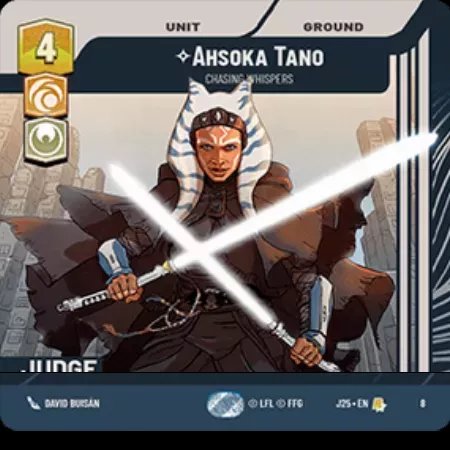 UNIT
GROUND
4
AHSOKA TANO
CHASING WHISPERS
JUDGE
DAVID BUISÁN
© LFL © FFG
J25 • EN
8